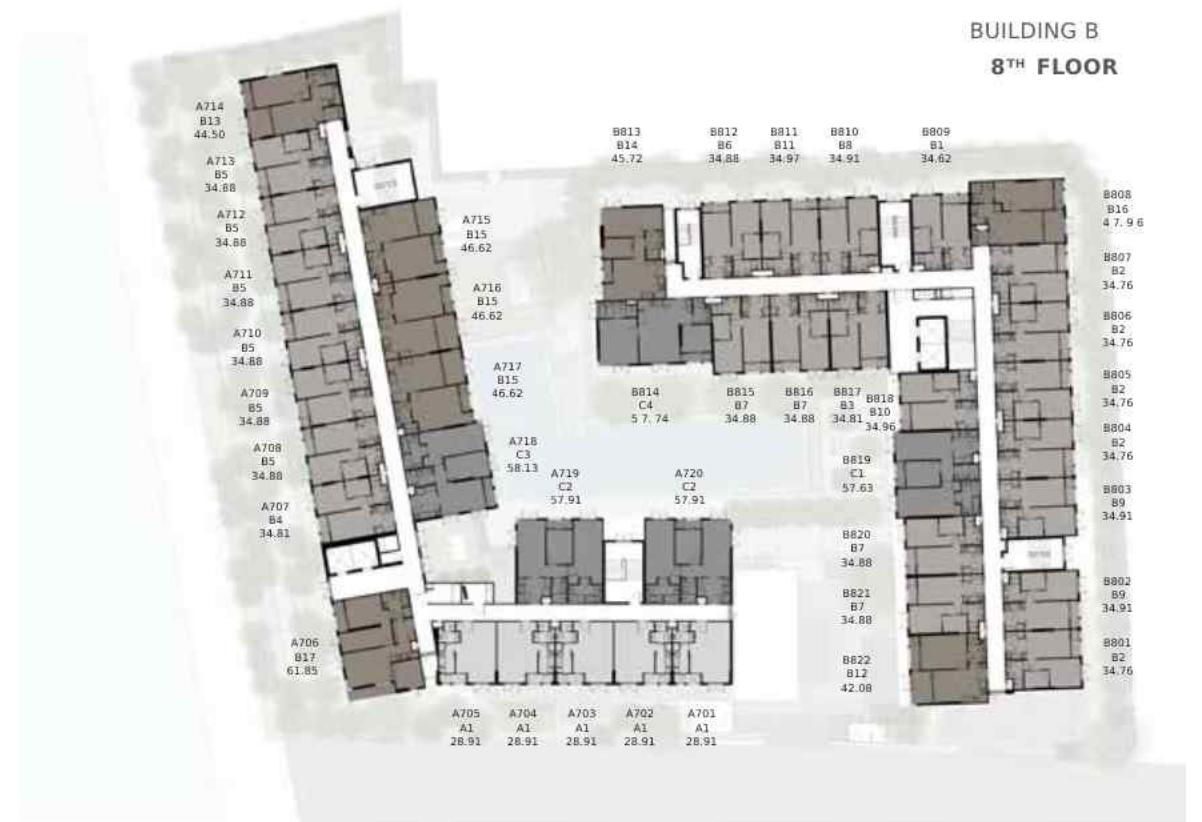 BUILDING B
8TH FLOOR
A714
B13
44.50
A713
B5
34.88
A712
B5
34.88
A711
B5
34.88
A710
B5
34.88
A709
B5
34.88
A708
B5
34.88
A707
B4
34.81
A706
B17
61.85
A715
B15
46.62
A716
B15
46.62
A717
B15
46.62
A718
C3
58.13
A719
C2
57.91
A720
C2
57.91
A705
A1
28.91
A704
A1
28.91
A703
A1
28.91
A702
A1
28.91
A701
A1
28.91
B813
B14
45.72
B812
B6
34.88
B811
B11
34.97
B810
B8
34.91
B809
B1
34.62
B808
B16
4 7. 9 6
B807
B2
34.76
B806
B2
34.76
B805
B2
34.76
B804
B2
34.76
B803
B9
34.91
B802
B9
34.91
B801
B2
34.76
B814
C4
5 7. 74
B815
B7
34.88
B816
B7
34.88
B817
B3
34.81
B818
B10
34.96
B819
C1
57.63
B820
B7
34.88
B821
B7
34.88
B822
B12
42.08